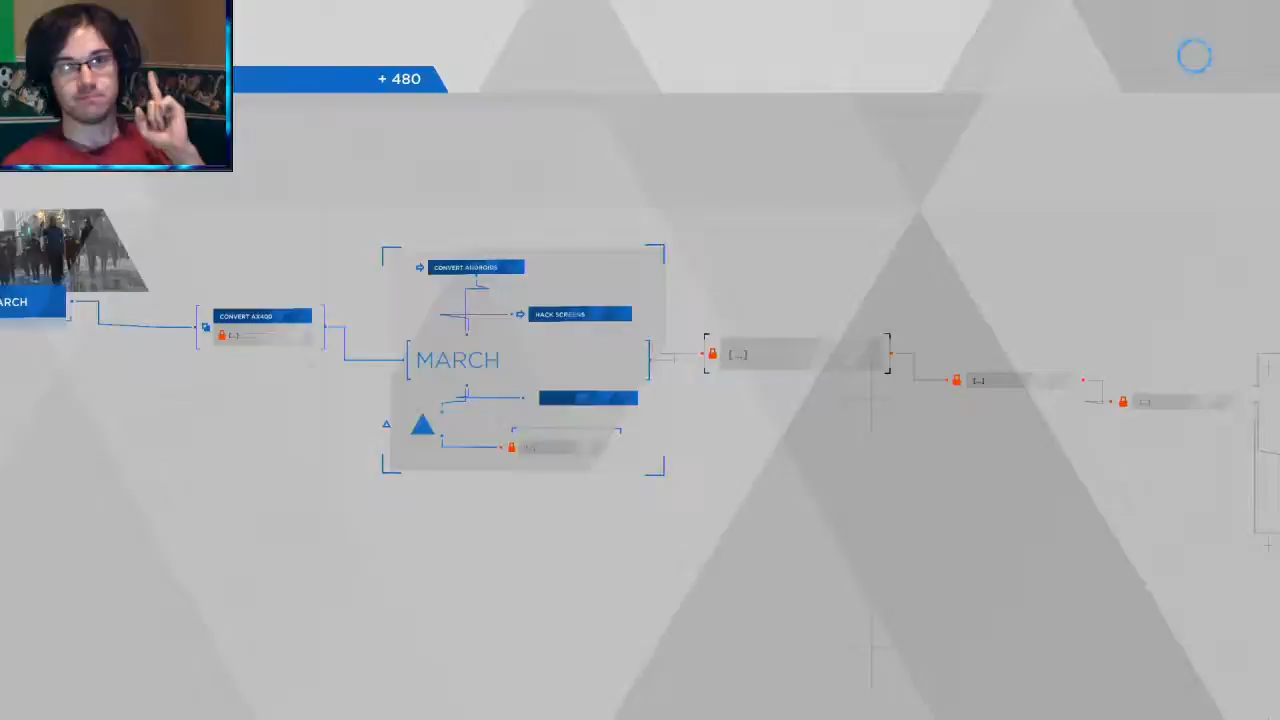 + 480
ARCH
CONVERT AX400
[...]
CONVERT ANDROIDS
HACK SCREENS
MARCH
[...]
[...]